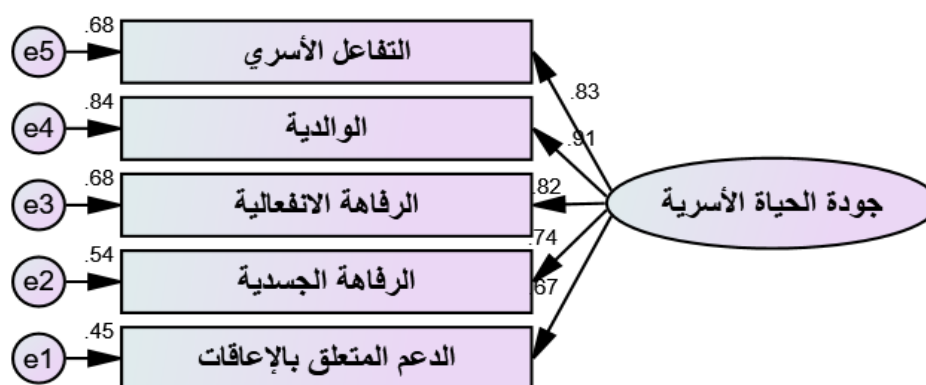 .68
e5
التفاعل الأسري
.83
.84
e4
الوالدية
.91
.68
e3
الرفاهة الانفعالية
.82
جودة الحياة الأسرية
.54
e2
الرفاهة الجسدية
.74
.45
e1
الدعم المتعلق بالإعاقات
.67